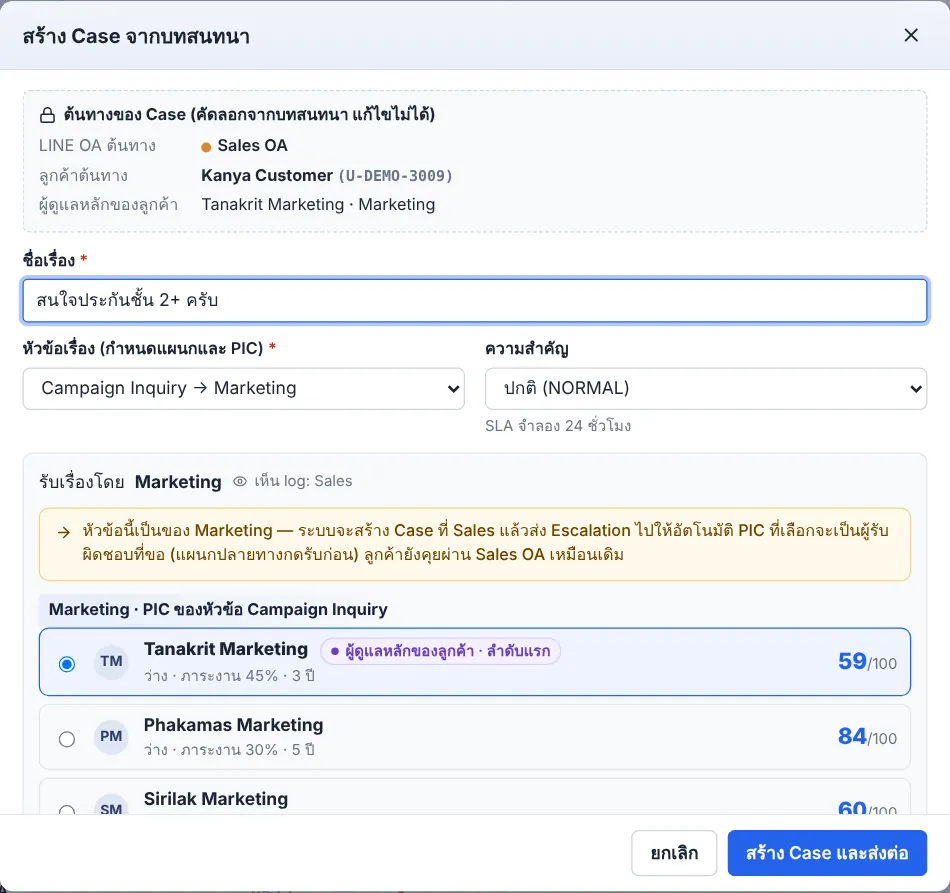 สร้าง Case จากบทสนทนา
ต้นทางของ Case (คัดลอกจากบทสนทนา แก้ไขไม่ได้)
LINE OA ต้นทาง Sales OA
ลูกค้าต้นทาง Kanya Customer (U-DEMO-3009)
ผู้ดูแลหลักของลูกค้า Tanakrit Marketing · Marketing
ชื่อเรื่อง *
สนใจประกันชั้น 2+ ครับ
หัวข้อเรื่อง (กำหนดแผนกและ PIC) * ความสำคัญ
Campaign Inquiry → Marketing ปกติ (NORMAL)
SLA จำลอง 24 ชั่วโมง
รับเรื่องโดย Marketing เห็น log: Sales
→ หัวข้อนี้เป็นของ Marketing — ระบบจะสร้าง Case ที่ Sales แล้วส่ง Escalation ไปให้อัตโนมัติ PIC ที่เลือกจะเป็นผู้รับ
ผิดชอบที่ขอ (แผนกปลายทางกดรับก่อน) ลูกค้ายังคุยผ่าน Sales OA เหมือนเดิม
Marketing · PIC ของหัวข้อ Campaign Inquiry
TM Tanakrit Marketing ผู้ดูแลหลักของลูกค้า · ลำดับแรก 59/100
ว่าง · ภาระงาน 45% · 3 ปี
PM Phakamas Marketing 84/100
ว่าง · ภาระงาน 30% · 5 ปี
SM Sirilak Marketing 60/100
ยกเลิก สร้าง Case และส่งต่อ